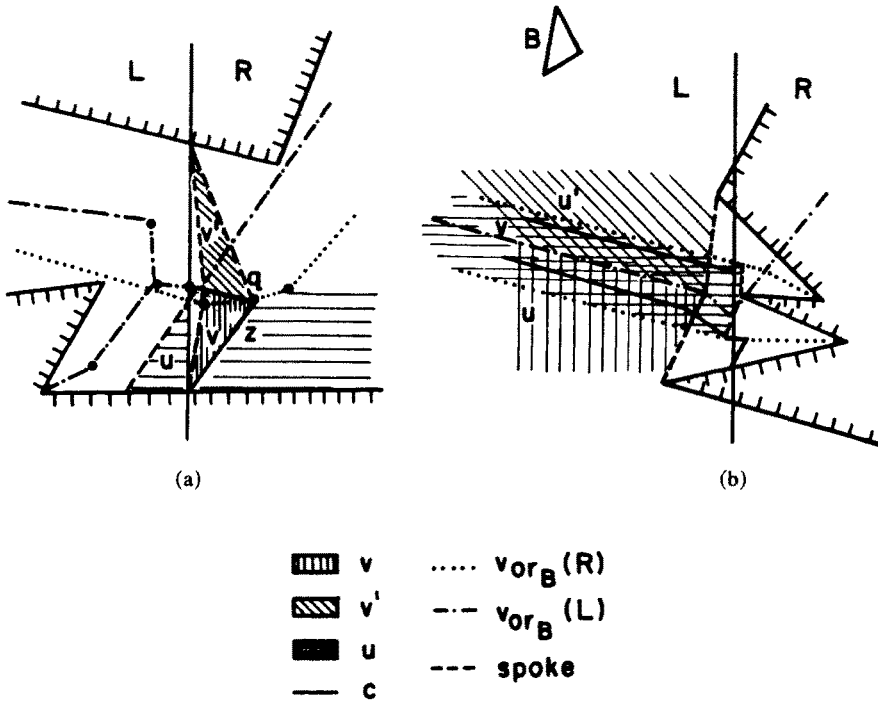 L R
v
q
v
z
u
(a)
B
L R
u'
v
u
(b)
v
v'
u
c
vor_B (R)
vor_B (L)
spoke